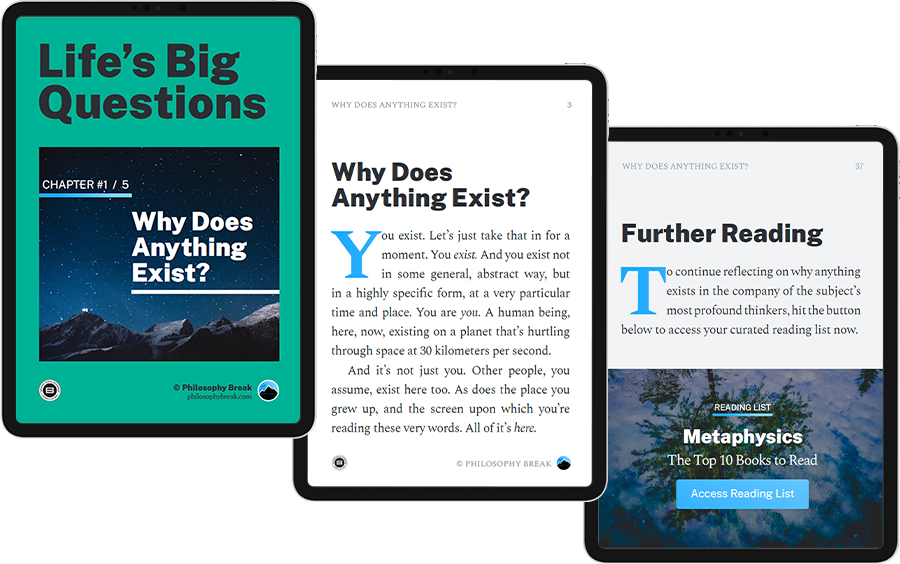 Life’s Big
Questions
CHAPTER #1 / 5
Why Does
Anything
Exist?
© Philosophy Break
philosophybreak.com
WHY DOES ANYTHING EXIST? 3
Why Does
Anything Exist?
You exist. Let’s just take that in for a
moment. You exist. And you exist not
in some general, abstract way, but
in a highly specific form, at a very particular
time and place. You are you. A human being,
here, now, existing on a planet that’s hurtling
through space at 30 kilometers per second.
And it’s not just you. Other people, you
assume, exist here too. As does the place you
grew up, and the screen upon which you’re
reading these very words. All of it’s here.
© PHILOSOPHY BREAK
WHY DOES ANYTHING EXIST? 37
Further Reading
To continue reflecting on why anything
exists in the company of the subject’s
most profound thinkers, hit the button
below to access your curated reading list now.
READING LIST
Metaphysics
The Top 10 Books to Read
Access Reading List